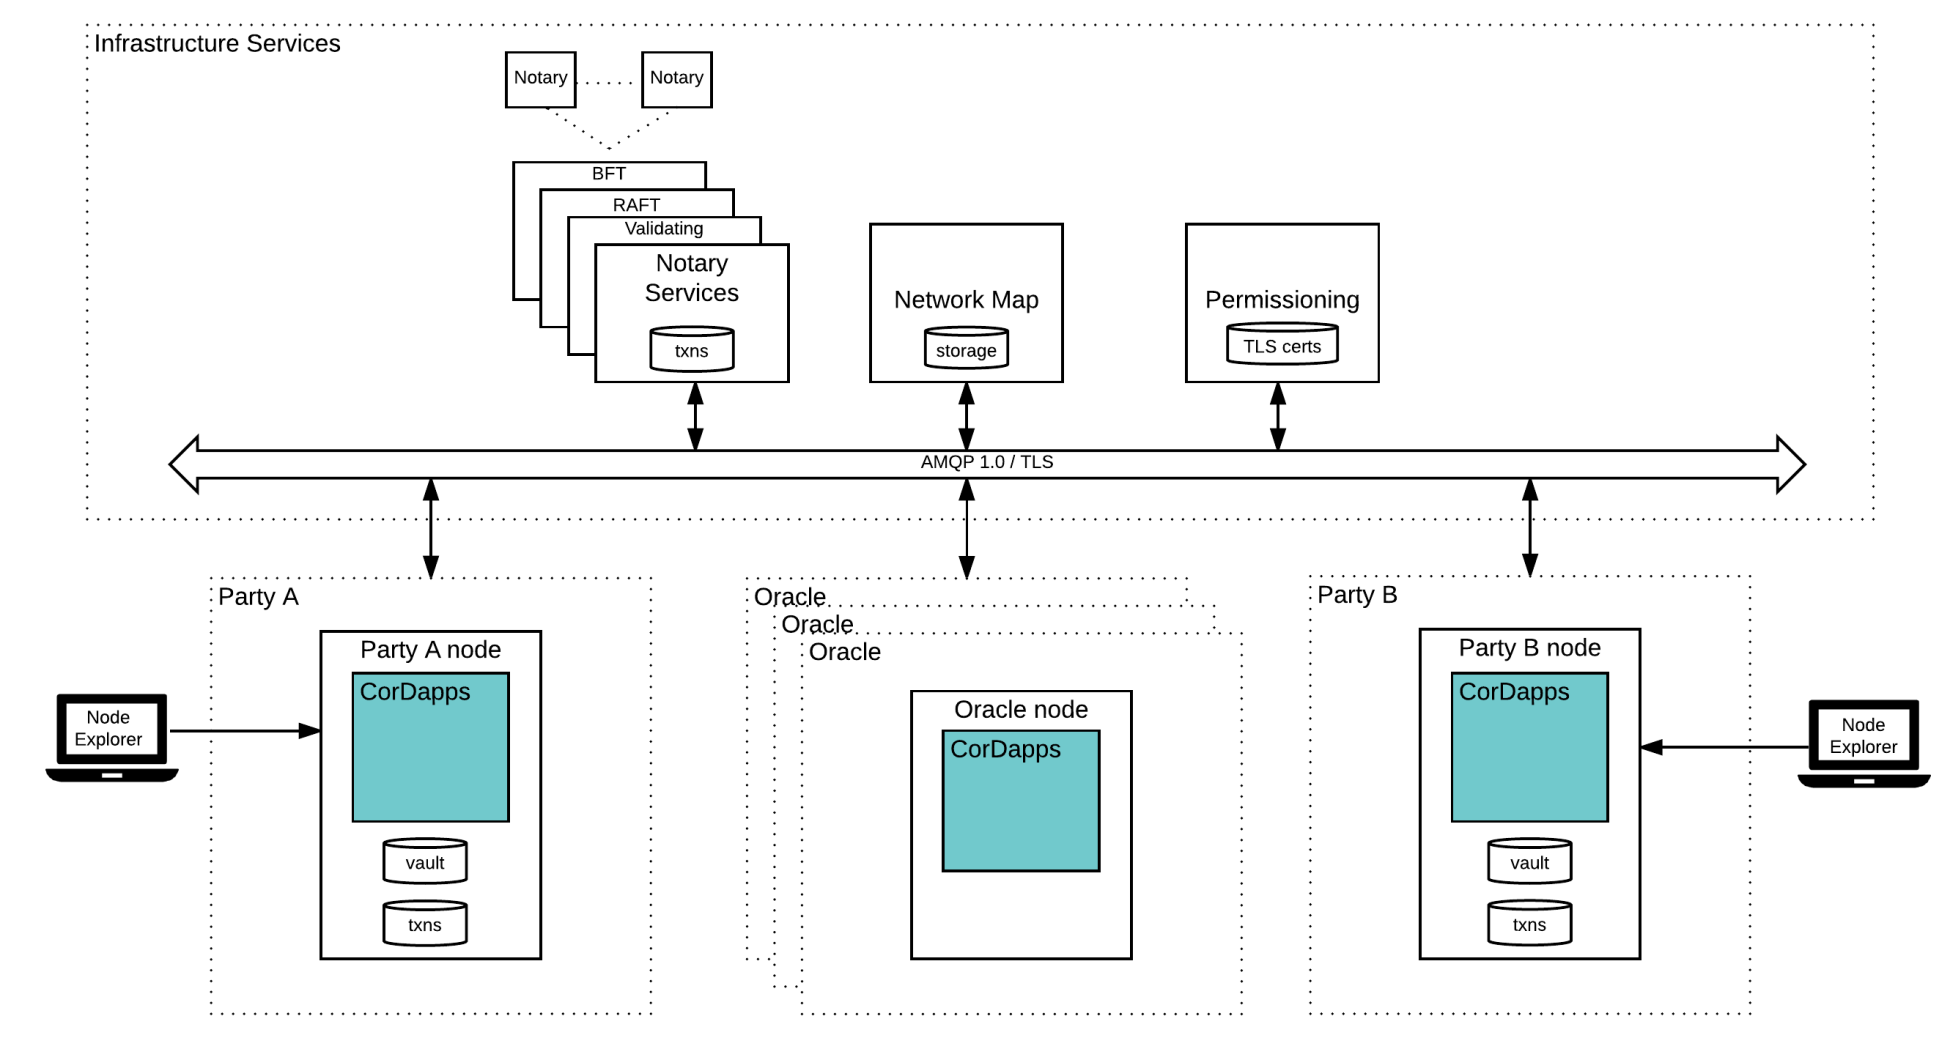 Infrastructure Services
Notary
Notary
BFT
RAFT
Validating
Notary
Services
txns
Network Map
storage
Permissioning
TLS certs
AMQP 1.0 / TLS
Party A
Party A node
CorDapps
vault
txns
Node
Explorer
Oracle
Oracle
Oracle
Oracle node
CorDapps
Party B
Party B node
CorDapps
vault
txns
Node
Explorer